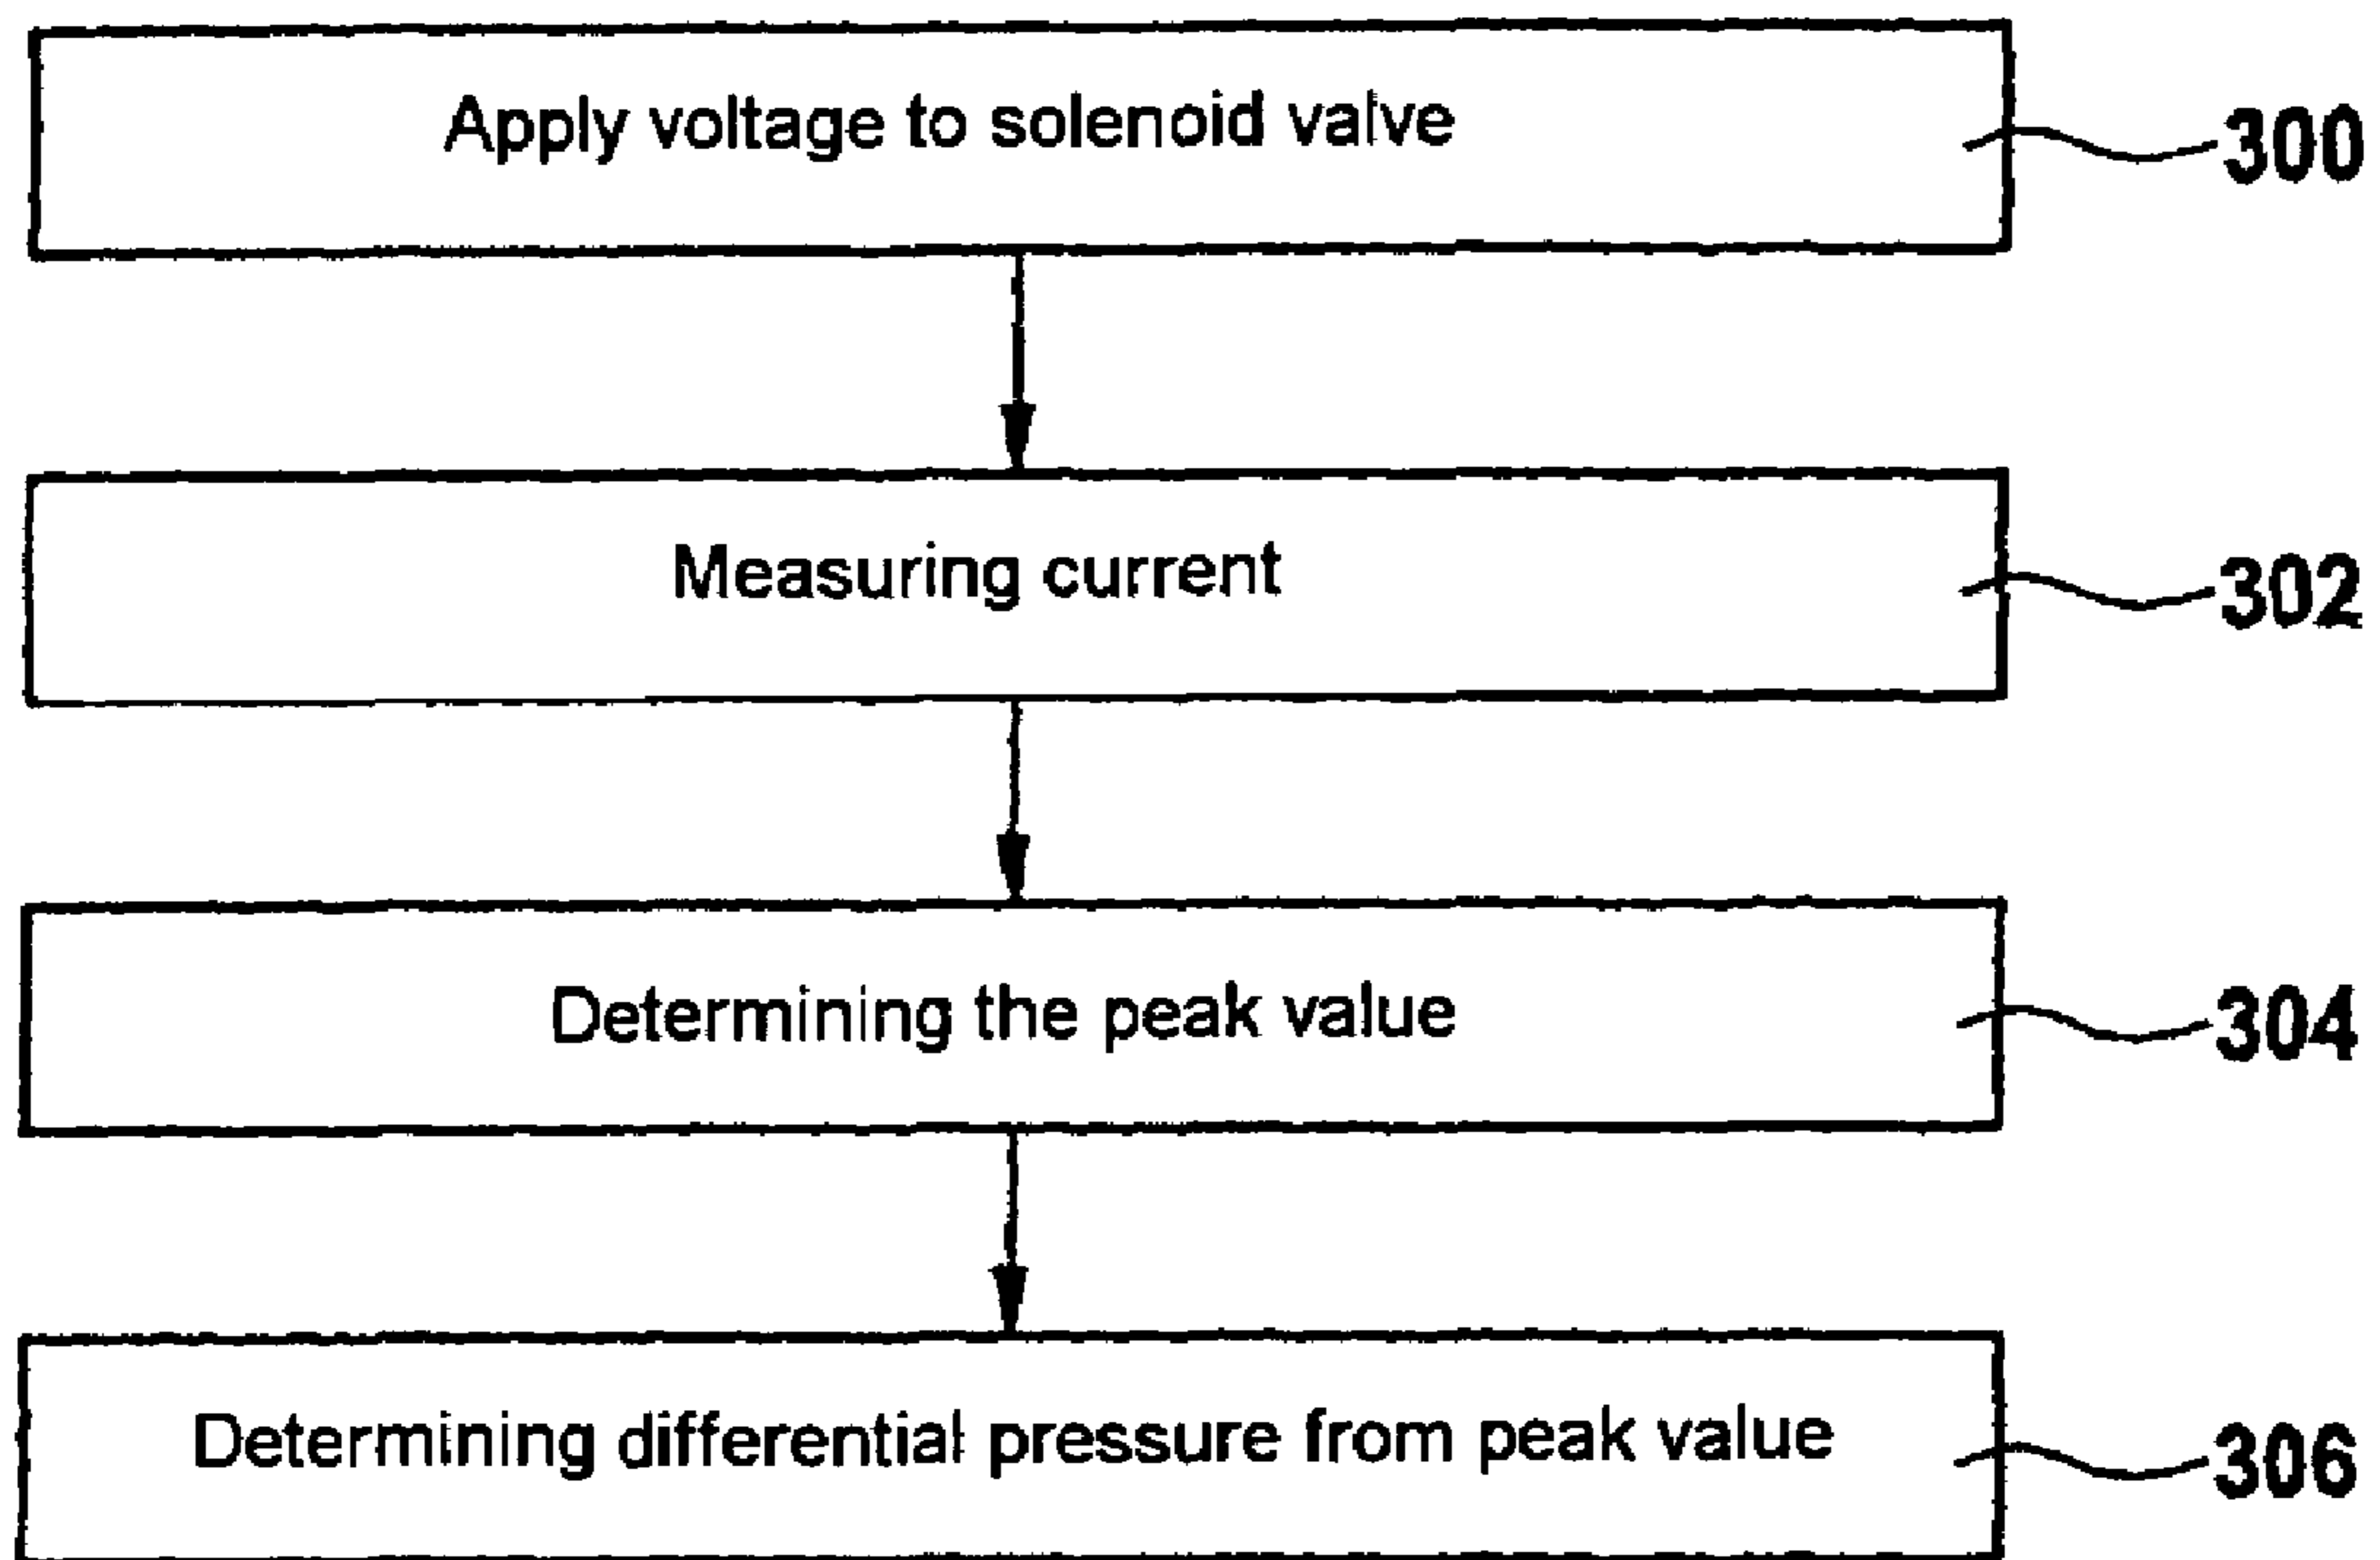 Apply voltage to solenoid valve
300
Measuring current
302
Determining the peak value
304
Determining differential pressure from peak value
306